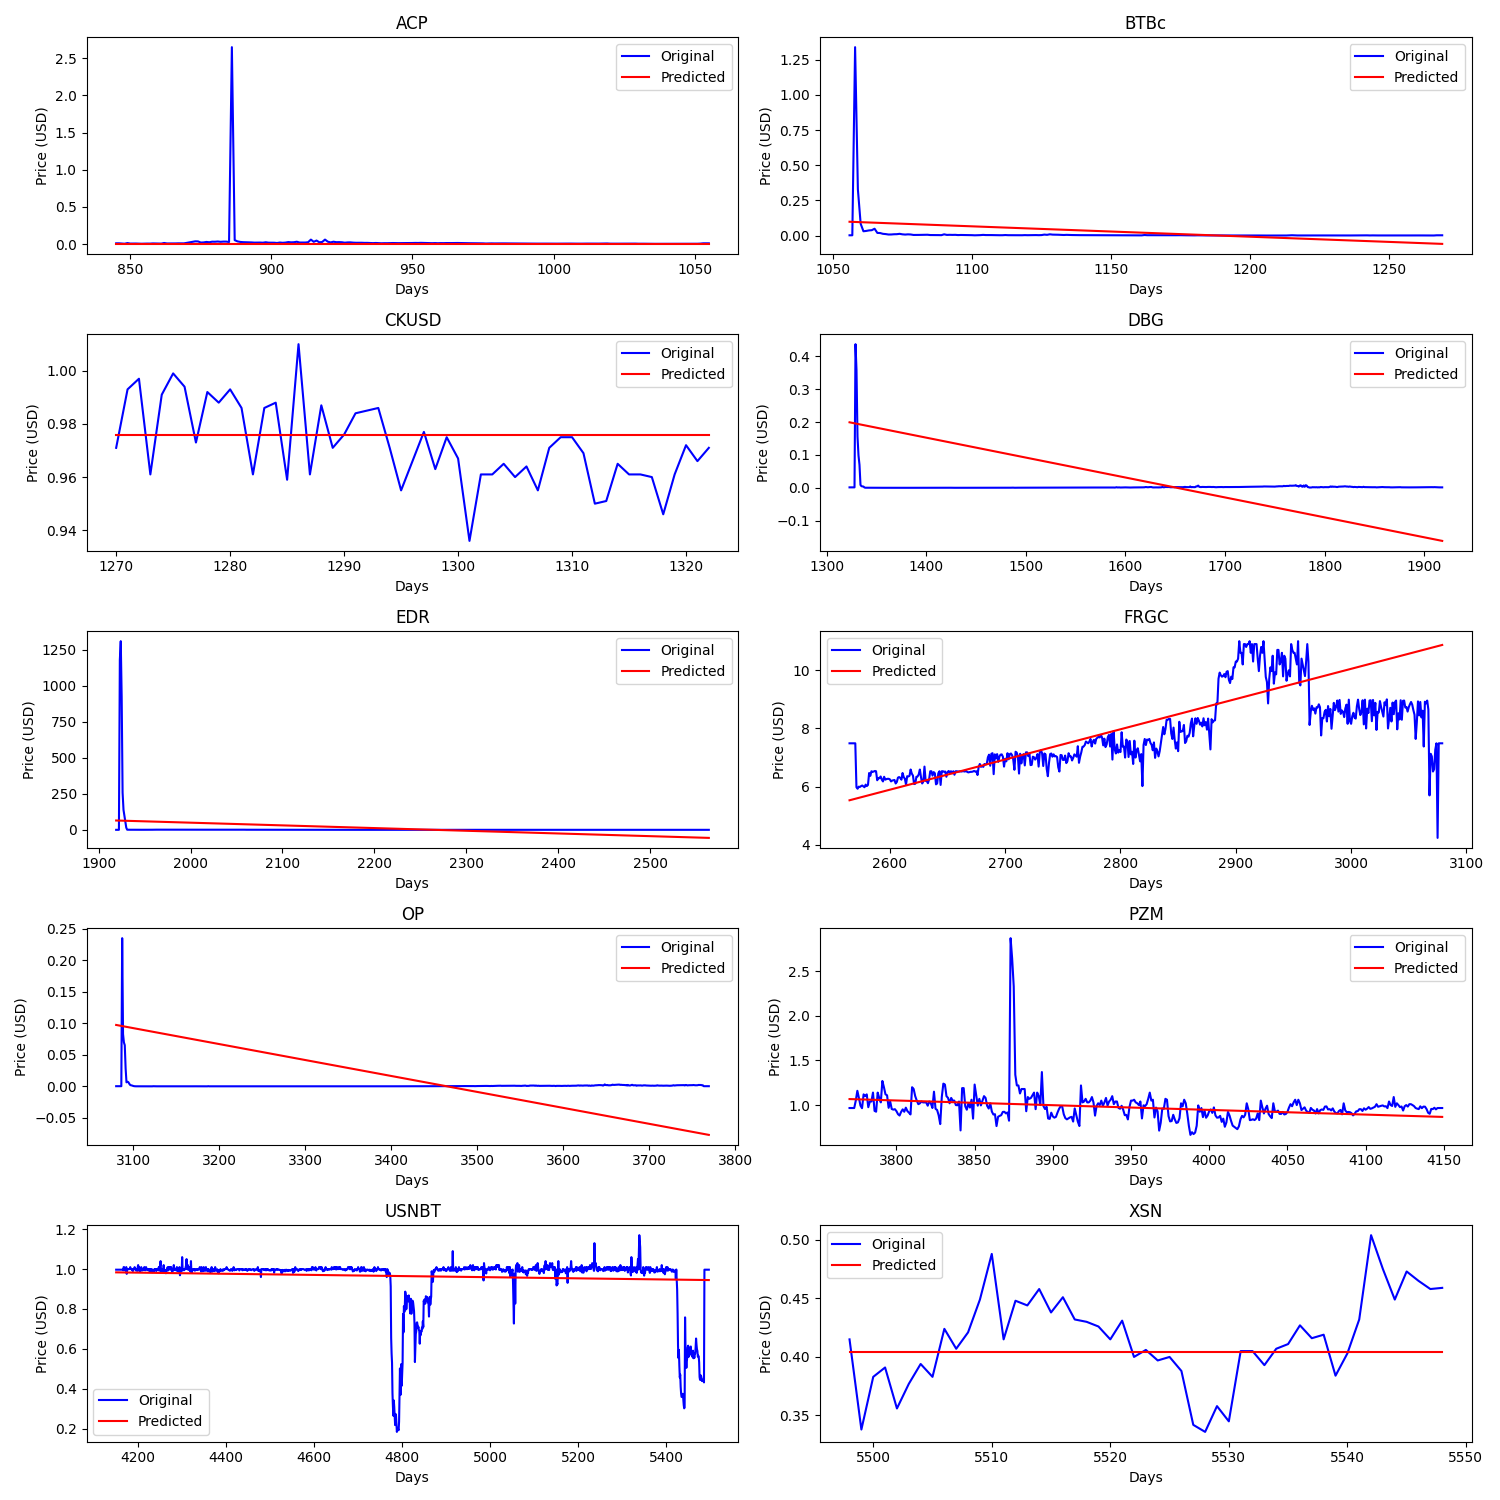 ACP
Price (USD)
2.5
2.0
1.5
1.0
0.5
0.0
Original
Predicted
850 900 950 1000 1050
Days
BTBc
Price (USD)
1.25
1.00
0.75
0.50
0.25
0.00
Original
Predicted
1050 1100 1150 1200 1250
Days
CKUSD
Price (USD)
1.00
0.98
0.96
0.94
Original
Predicted
1270 1280 1290 1300 1310 1320
Days
DBG
Price (USD)
0.4
0.3
0.2
0.1
0.0
−0.1
Original
Predicted
1300 1400 1500 1600 1700 1800 1900
Days
EDR
Price (USD)
1250
1000
750
500
250
0
Original
Predicted
1900 2000 2100 2200 2300 2400 2500
Days
FRGC
Price (USD)
10
8
6
4
Original
Predicted
2600 2700 2800 2900 3000 3100
Days
OP
Price (USD)
0.25
0.20
0.15
0.10
0.05
0.00
−0.05
Original
Predicted
3100 3200 3300 3400 3500 3600 3700 3800
Days
PZM
Price (USD)
2.5
2.0
1.5
1.0
Original
Predicted
3800 3850 3900 3950 4000 4050 4100 4150
Days
USNBT
Price (USD)
1.2
1.0
0.8
0.6
0.4
0.2
Original
Predicted
4200 4400 4600 4800 5000 5200 5400
Days
XSN
Price (USD)
0.50
0.45
0.40
0.35
Original
Predicted
5500 5510 5520 5530 5540 5550
Days